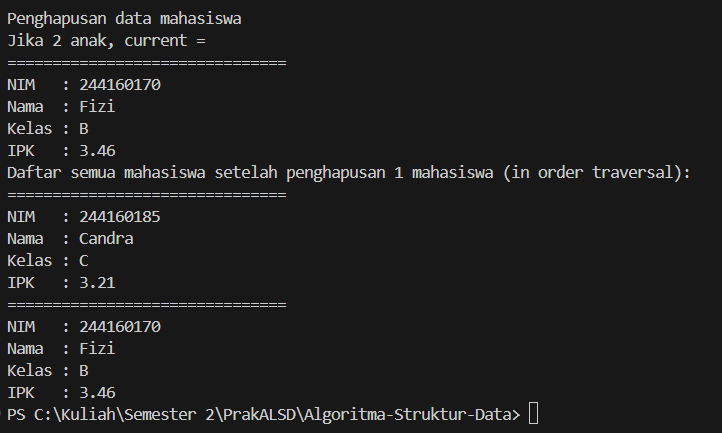 Penghapusan data mahasiswa
Jika 2 anak, current =
===============================
NIM   : 244160170
Nama  : Fizi
Kelas : B
IPK   : 3.46
Daftar semua mahasiswa setelah penghapusan 1 mahasiswa (in order traversal):
===============================
NIM   : 244160185
Nama  : Candra
Kelas : C
IPK   : 3.21
===============================
NIM   : 244160170
Nama  : Fizi
Kelas : B
IPK   : 3.46
PS C:\Kuliah\Semester 2\PrakALSD\Algoritma-Struktur-Data>